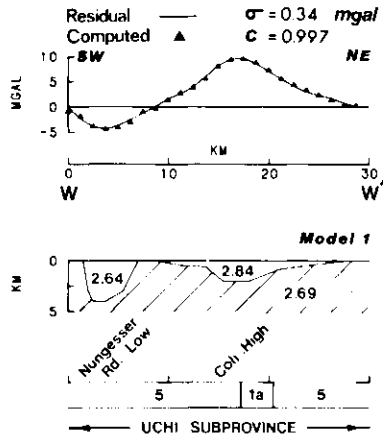 Residual σ = 0.34 mgal
Computed ▲ C = 0.997
SW NE
MGAL
10
5
0
-5
0 10 20 30
KM
W W'
Model 1
KM
0
5
2.64 2.84
2.69
Nungesser Rd. Low
Coli High
5 1a 5
UCHI SUBPROVINCE